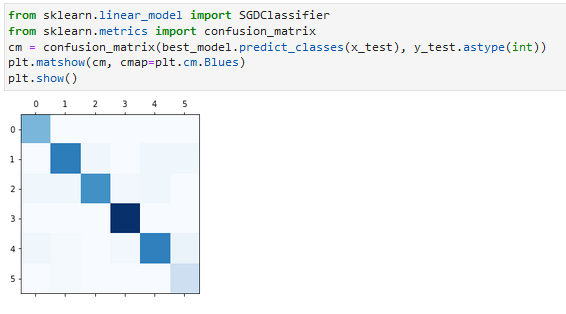 from sklearn.linear_model import SGDClassifier
from sklearn.metrics import confusion_matrix
cm = confusion_matrix(best_model.predict_classes(x_test), y_test.astype(int))
plt.matshow(cm, cmap=plt.cm.Blues)
plt.show()
0 1 2 3 4 5
0
1
2
3
4
5